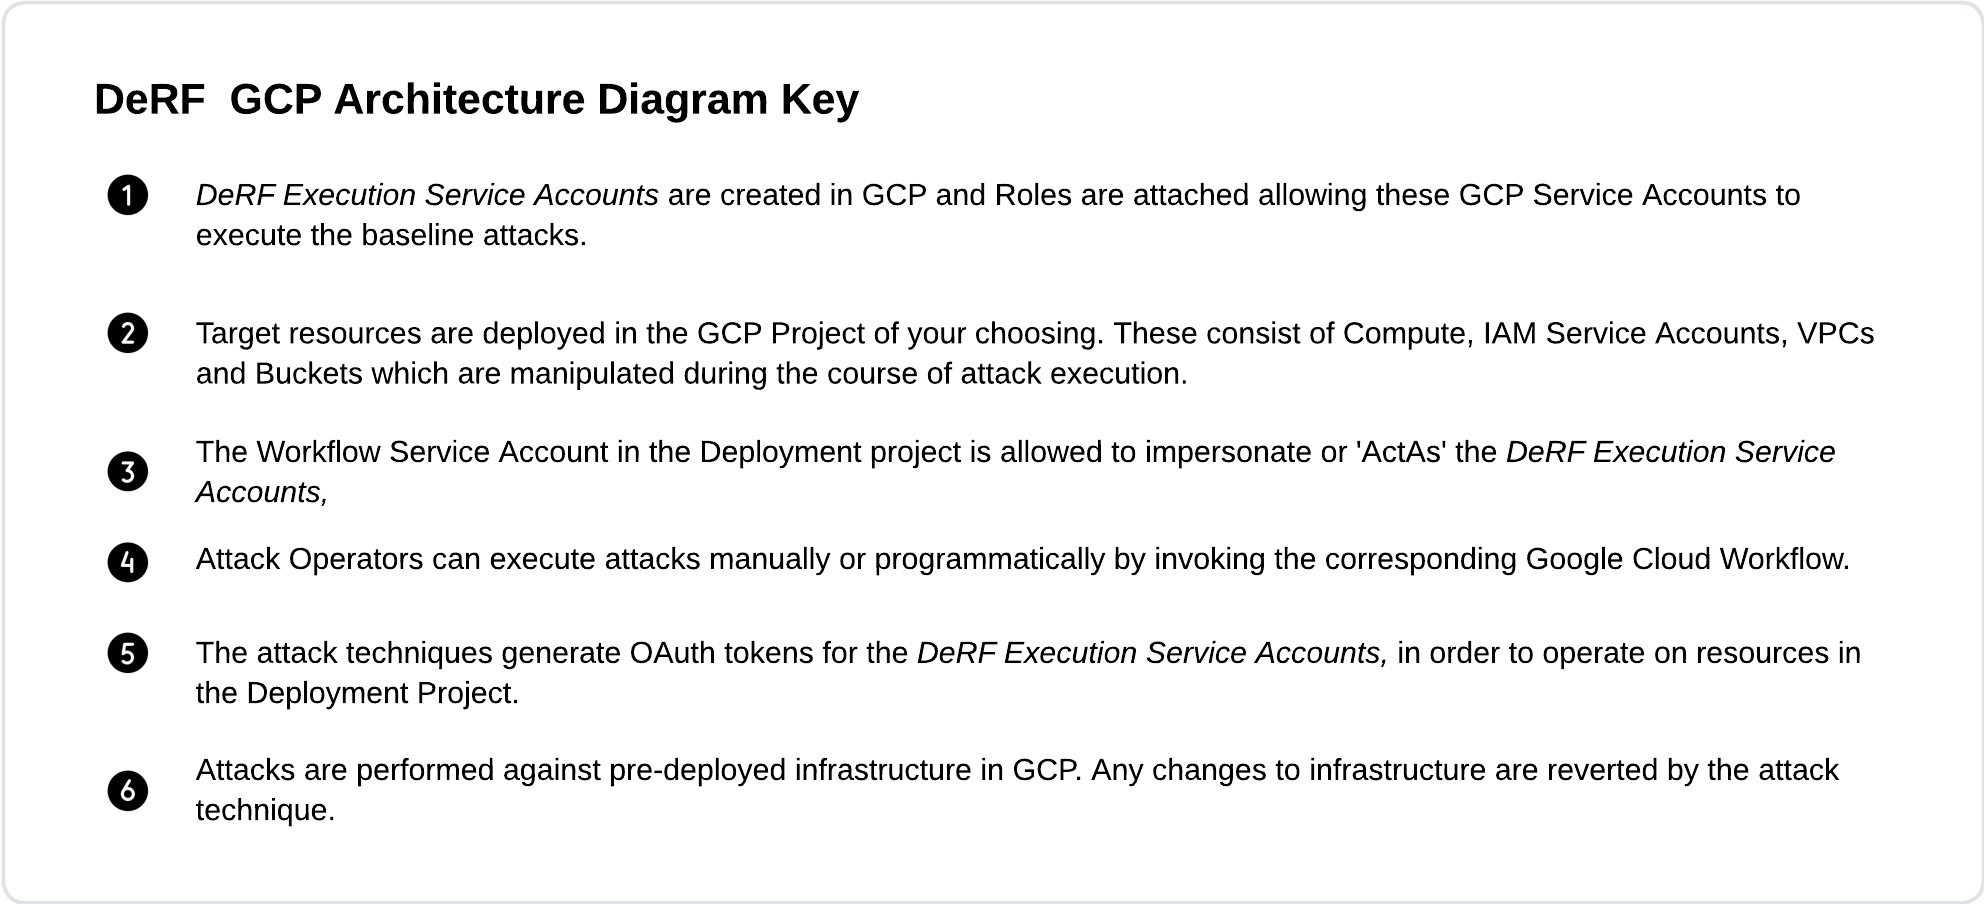 DeRF  GCP Architecture Diagram Key
1 DeRF Execution Service Accounts are created in GCP and Roles are attached allowing these GCP Service Accounts to
execute the baseline attacks.
2 Target resources are deployed in the GCP Project of your choosing. These consist of Compute, IAM Service Accounts, VPCs
and Buckets which are manipulated during the course of attack execution.
3 The Workflow Service Account in the Deployment project is allowed to impersonate or 'ActAs' the DeRF Execution Service
Accounts,
4 Attack Operators can execute attacks manually or programmatically by invoking the corresponding Google Cloud Workflow.
5 The attack techniques generate OAuth tokens for the DeRF Execution Service Accounts, in order to operate on resources in
the Deployment Project.
6 Attacks are performed against pre-deployed infrastructure in GCP. Any changes to infrastructure are reverted by the attack
technique.